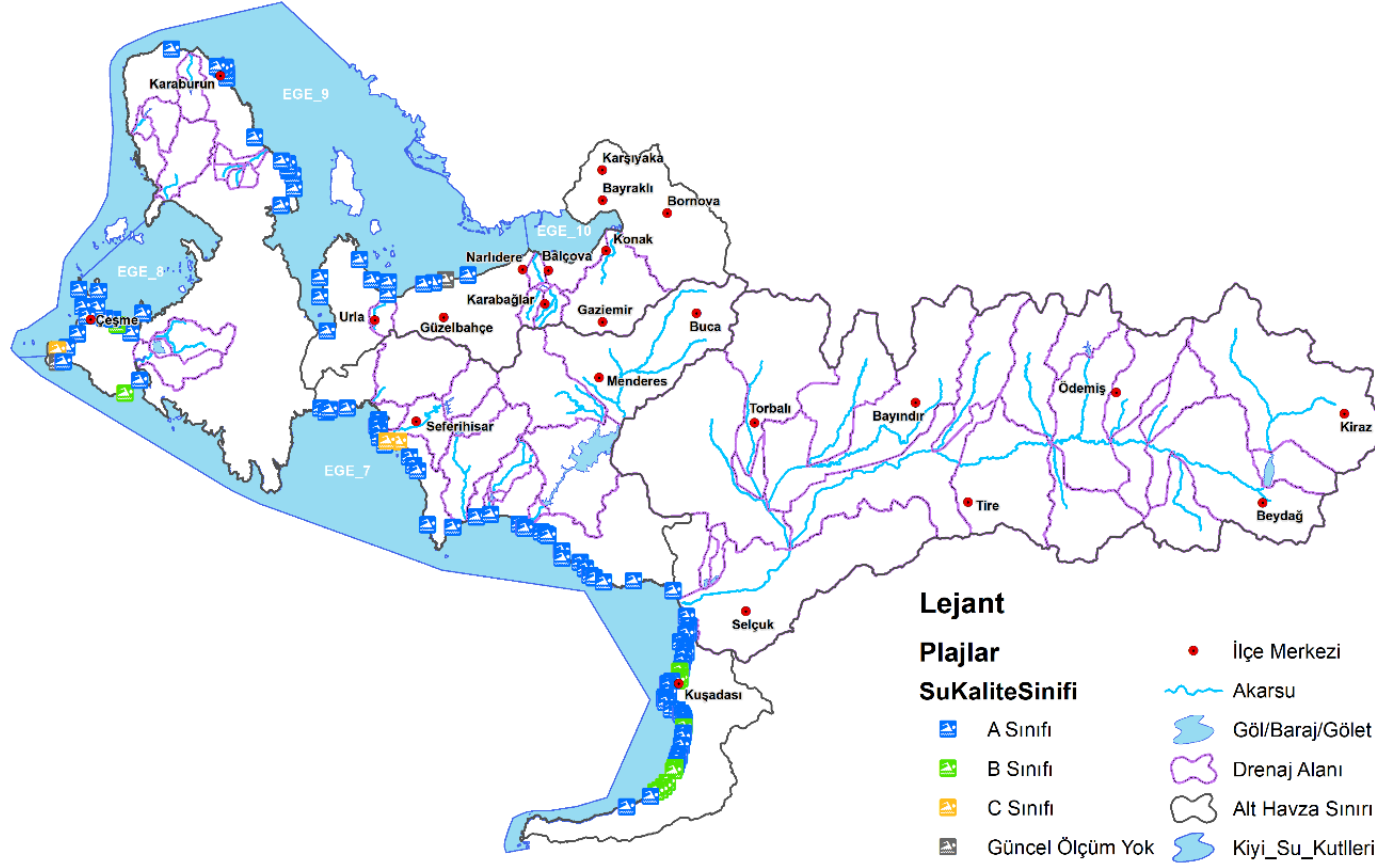 Karaburun
EGE_9
Karşıyaka
Bayraklı
Bornova
EGE_10
Konak
EGE_8
Narlıdere
Balçova
Karabağlar
Gaziemir
Çeşme
Urla
Güzelbahçe
Buca
Menderes
Ödemiş
Torbalı
Bayındır
Kiraz
Seferihisar
EGE_7
Tire
Beydağ
Selçuk
Kuşadası
Lejant
Plajlar
SuKaliteSinifi
A Sınıfı
B Sınıfı
C Sınıfı
Güncel Ölçüm Yok
İlçe Merkezi
Akarsu
Göl/Baraj/Gölet
Drenaj Alanı
Alt Havza Sınırı
Kiyi_Su_Kutlleri